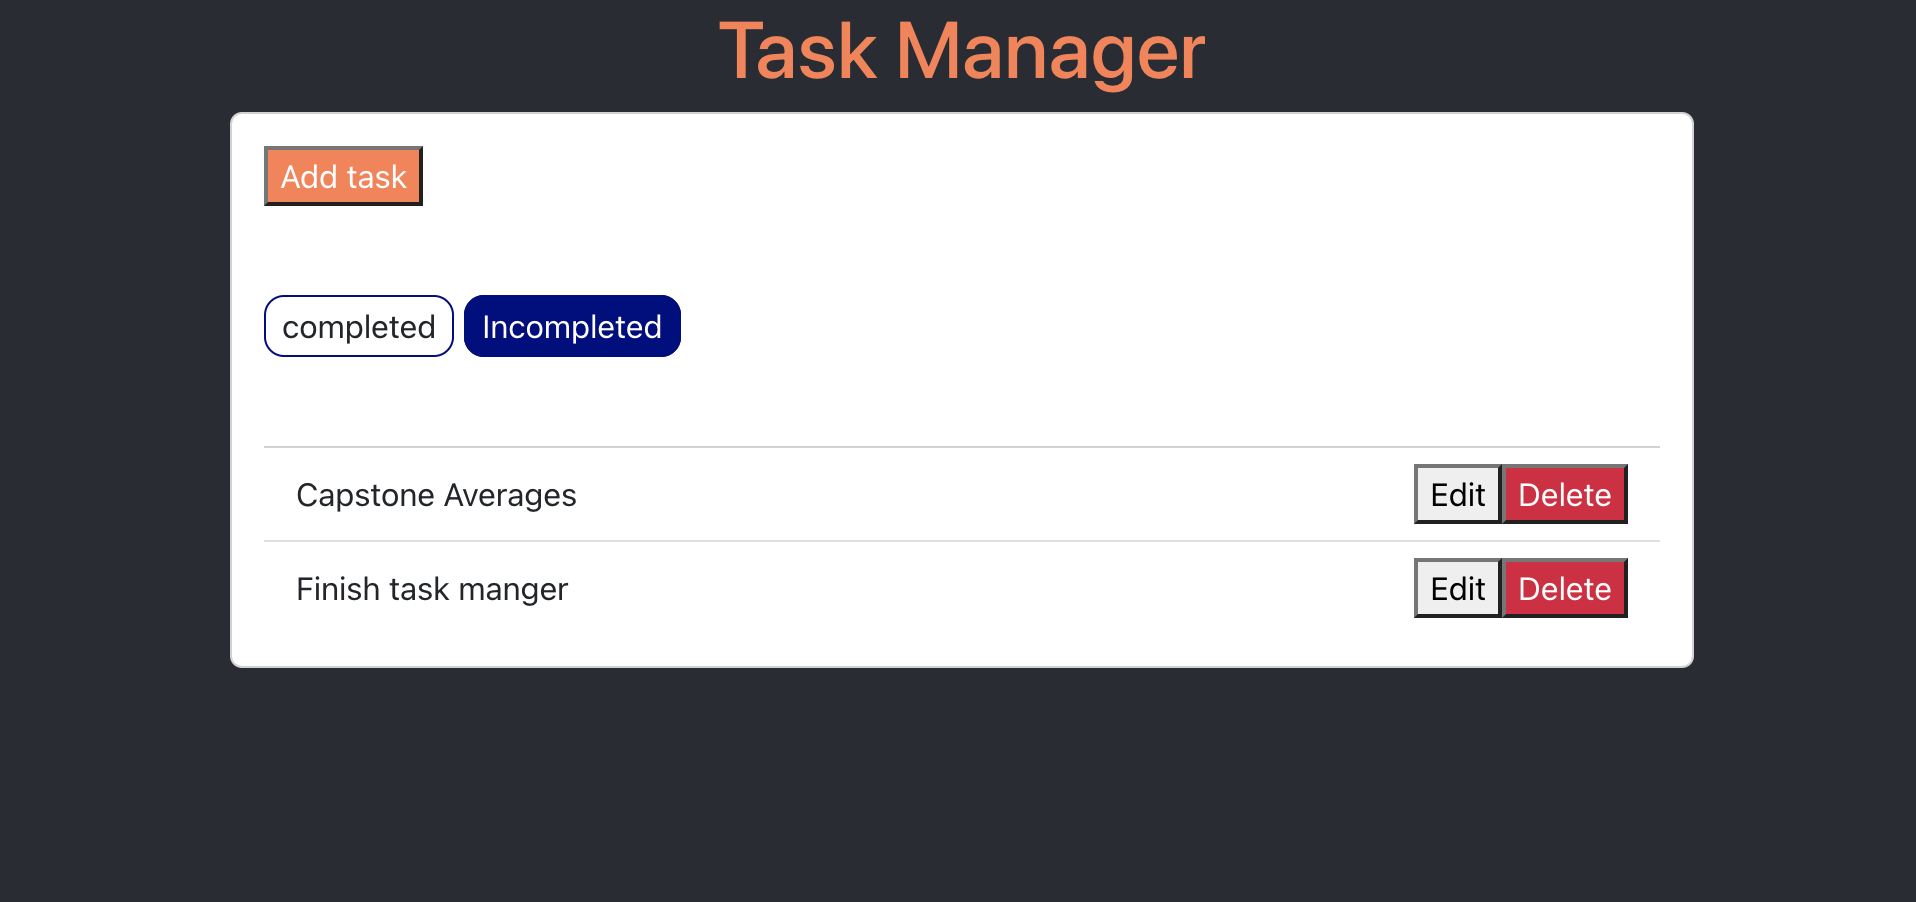 Task Manager
Add task
completed Incompleted
Capstone Averages Edit Delete
Finish task manger Edit Delete